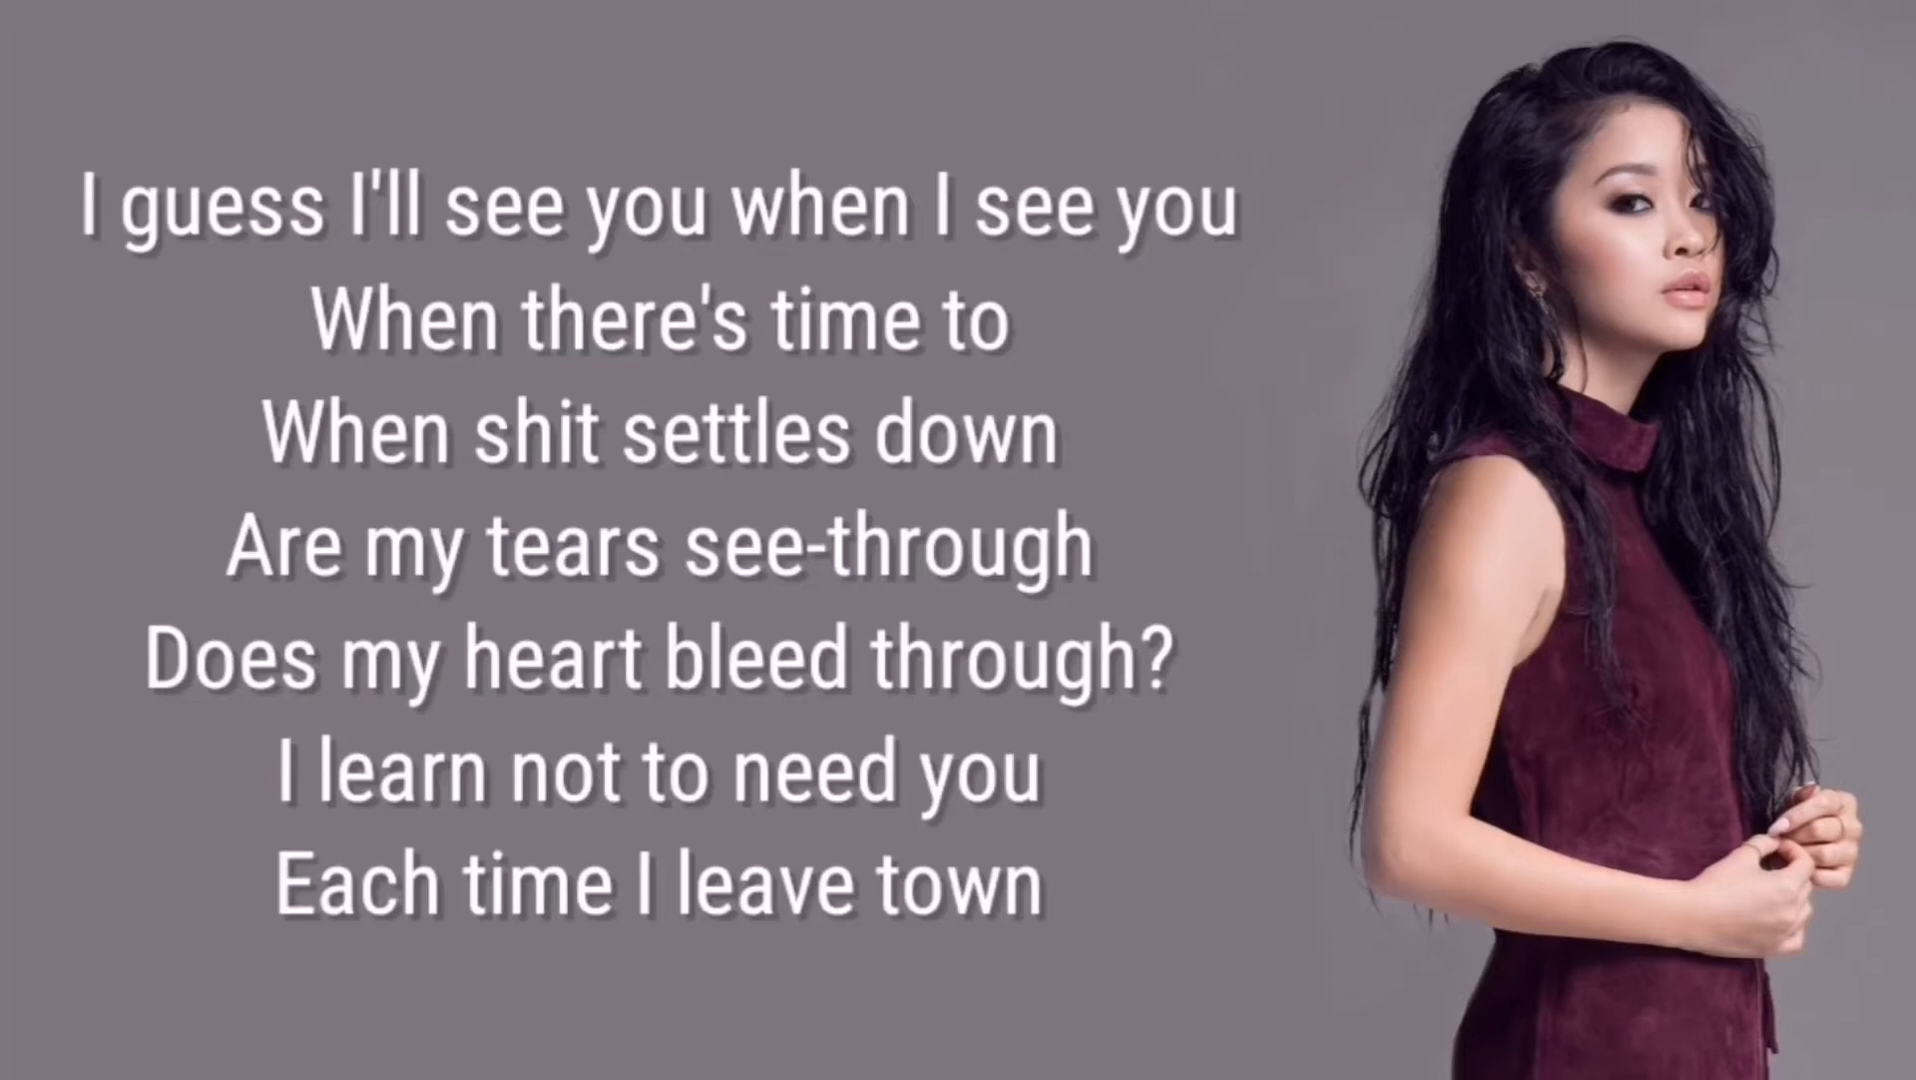 I guess I'll see you when I see you
When there's time to
When shit settles down
Are my tears see-through
Does my heart bleed through?
I learn not to need you
Each time I leave town